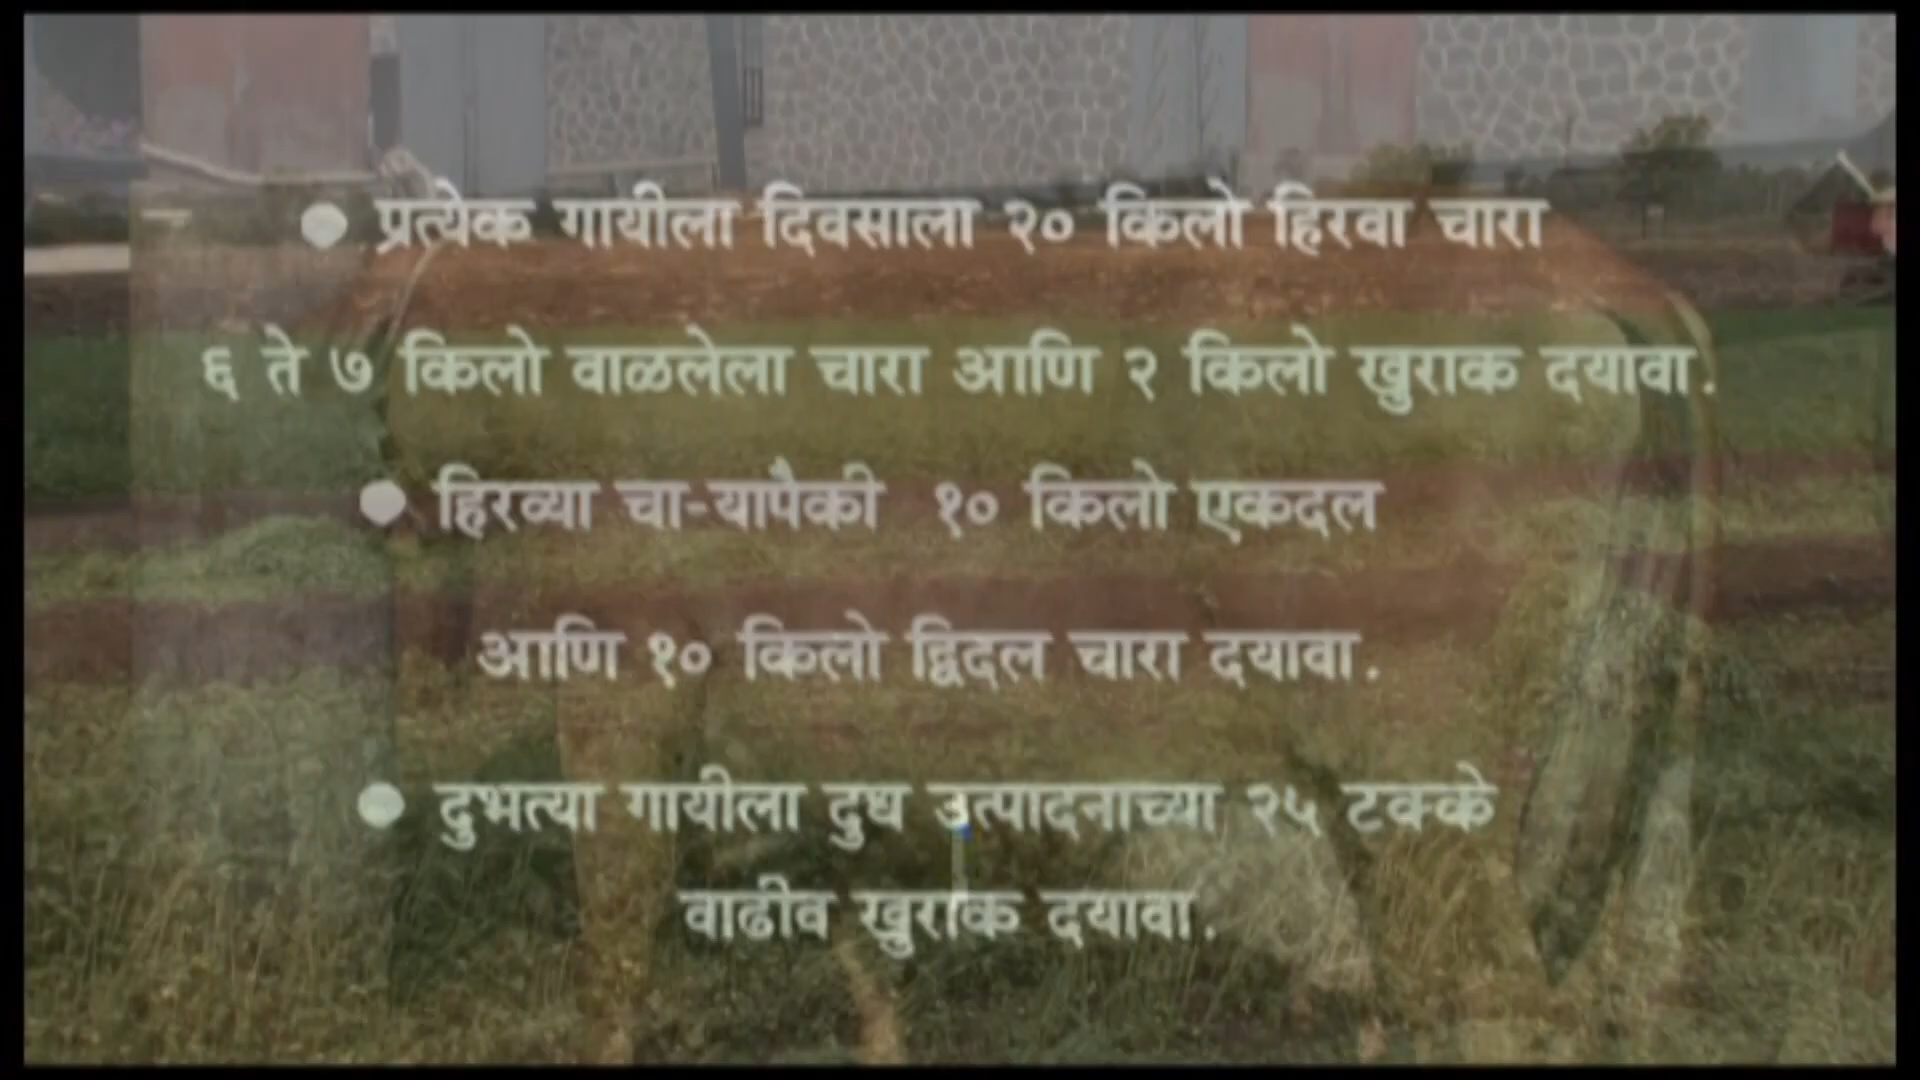 ● प्रत्येक गायीला दिवसाला २० किलो हिरवा चारा
६ ते ७ किलो वाळलेला चारा आणि २ किलो खुराक दयावा.
● हिरव्या चा-यापैकी १० किलो एकदल
आणि १० किलो द्विदल चारा दयावा.
● दुभत्या गायीला दुध उत्पादनाच्या २५ टक्के
वाढीव खुराक दयावा.